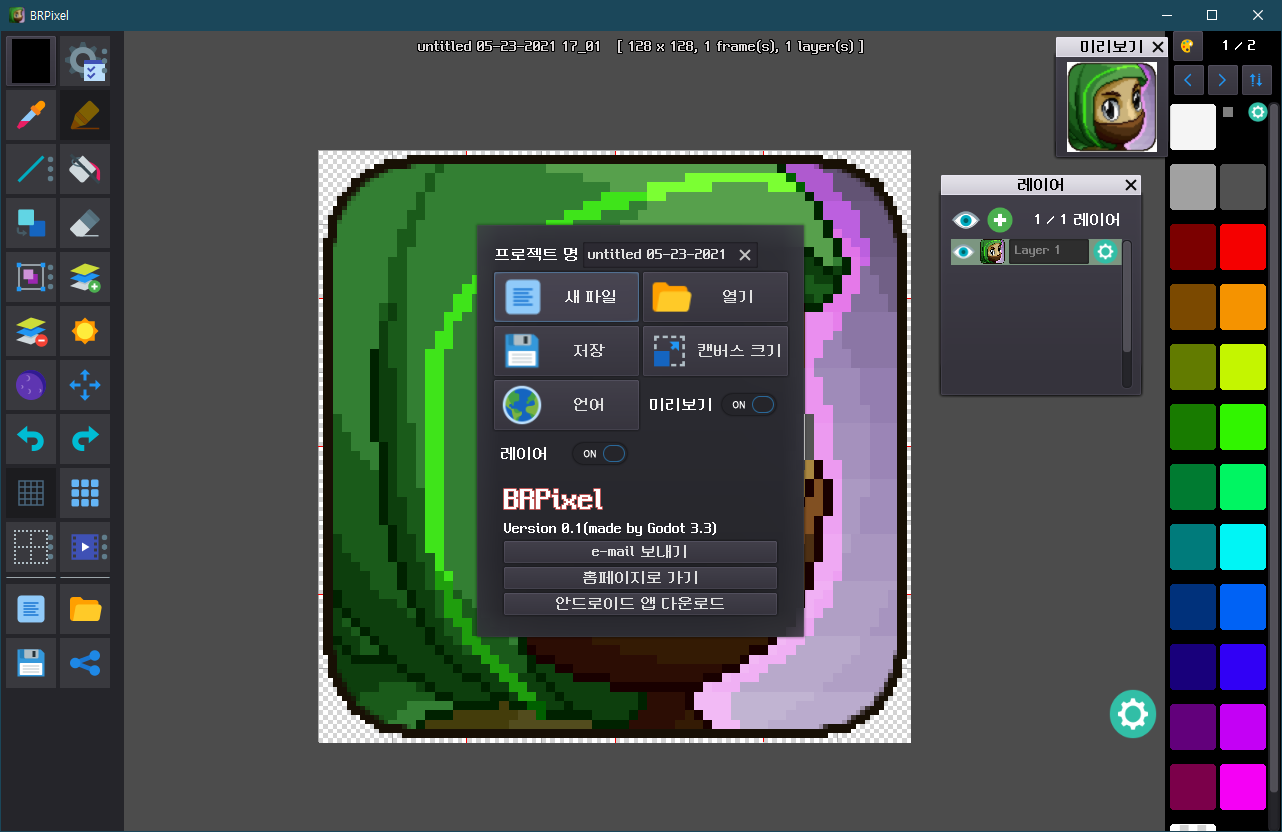 BRPixel
untitled 05-23-2021 17_01 [ 128 x 128, 1 frame(s), 1 layer(s) ]
미리보기
1 / 2
레이어
1 / 1 레이어
Layer 1
프로젝트 명 untitled 05-23-2021
새 파일
열기
저장
캔버스 크기
언어
미리보기 ON
레이어 ON
BRPixel
Version 0.1(made by Godot 3.3)
e-mail 보내기
홈페이지로 가기
안드로이드 앱 다운로드